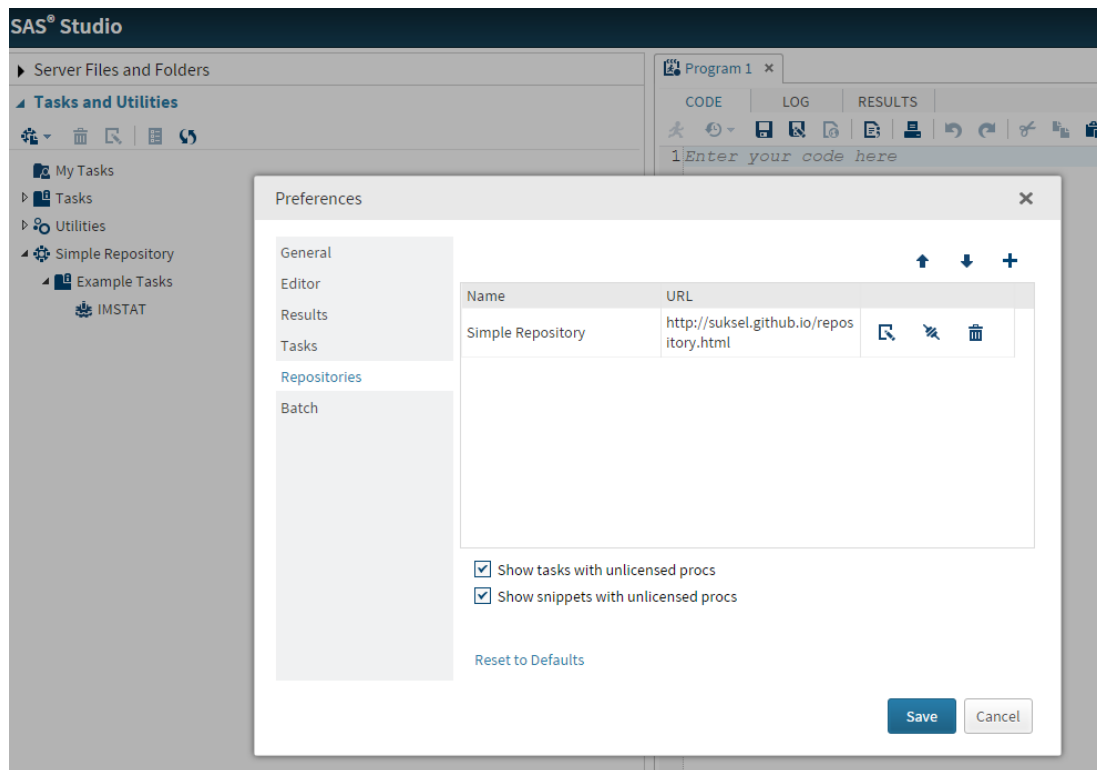 SAS® Studio
Server Files and Folders
Tasks and Utilities
My Tasks
Tasks
Utilities
Simple Repository
Example Tasks
IMSTAT
Program 1
CODE LOG RESULTS
1 Enter your code here
Preferences
General
Editor
Results
Tasks
Repositories
Batch
Name URL
Simple Repository
http://suksel.github.io/repos
itory.html
Show tasks with unlicensed procs
Show snippets with unlicensed procs
Reset to Defaults
Save Cancel